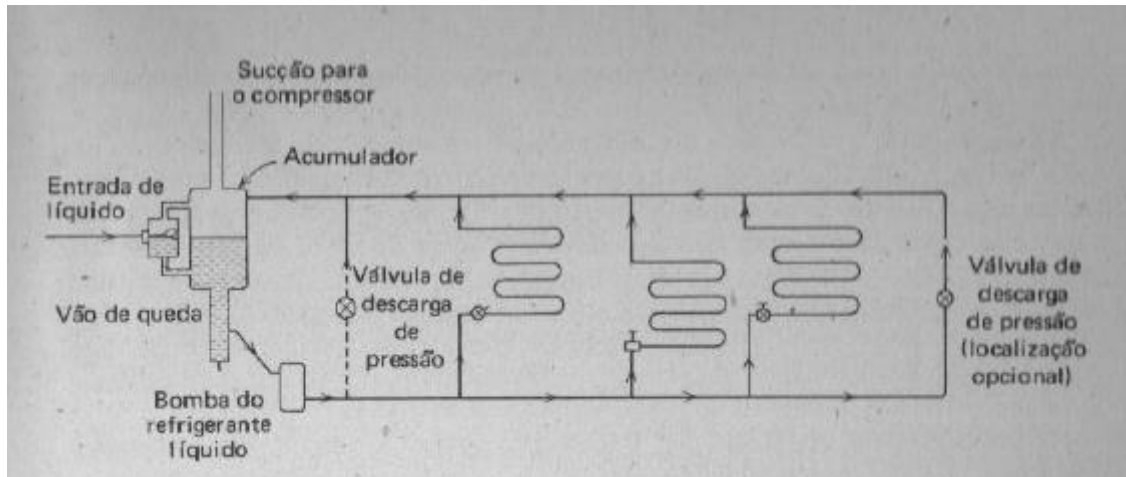 Sucção para
o compressor
Acumulador
Entrada de
líquido
Vão de queda
Bomba do
refrigerante
líquido
Válvula de
descarga
de
pressão
Válvula de
descarga
de pressão
(localização
opcional)